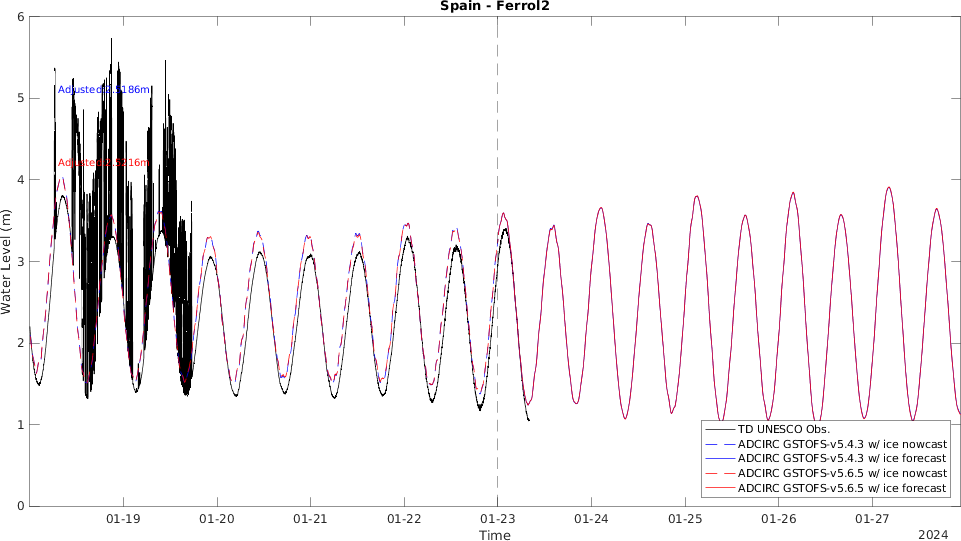 Spain - Ferrol2
6
5
4
3
2
1
0
Water Level (m)
Adjusted
Adjusted
TD UNESCO Obs.
ADCIRC GSTOFS-v5.4.3 w/ ice nowcast
ADCIRC GSTOFS-v5.4.3 w/ ice forecast
ADCIRC GSTOFS-v5.6.5 w/ ice nowcast
ADCIRC GSTOFS-v5.6.5 w/ ice forecast
01-19 01-20 01-21 01-22 01-23 01-24 01-25 01-26 01-27
Time
2024